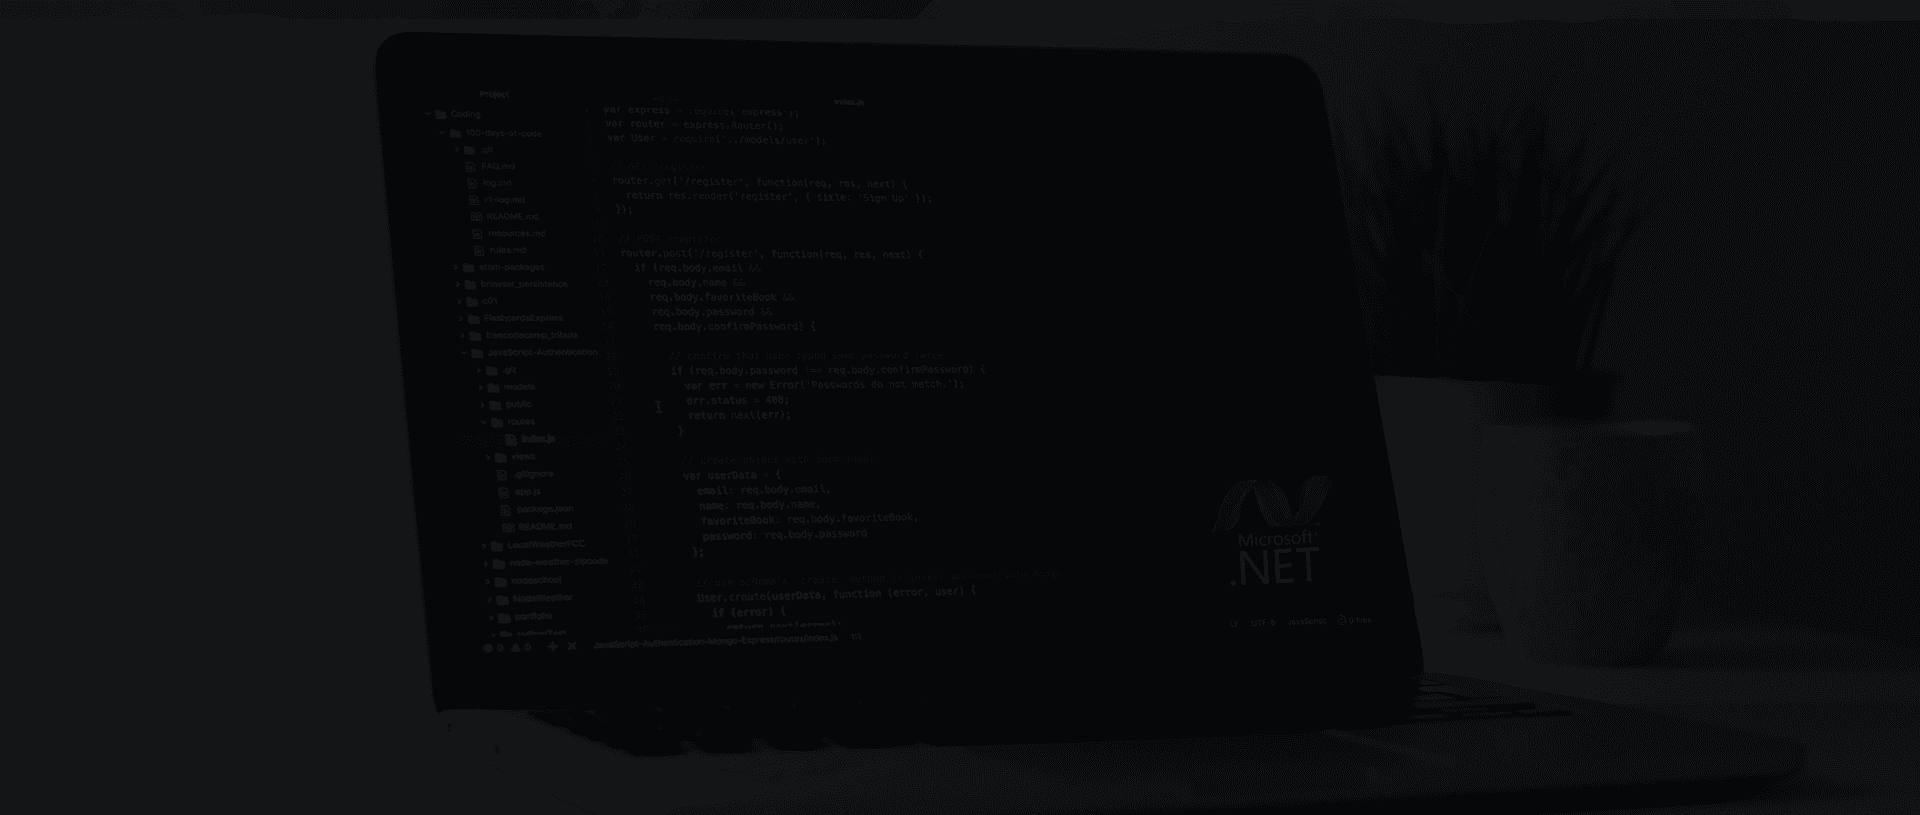 Project
index.js
Coding
100-days-of-code
.git
FAQ.md
log.md
r1-log.md
README.md
resources.md
rules.md
atom-packages
browser_persistence
c01
FlashcardsExpress
freecodecamp_tribute
JavaScript-Authentication
.git
models
public
routes
index.js
views
.gitignore
app.js
package.json
README.md
LocalWeatherFCC
node-weather-zipcode
nodeschool
NodeWeather
portfolio
var express = require('express');
var router = express.Router();
var User = require('../models/user');
router.get('/register', function(req, res, next) {
return res.render('register', { title: 'Sign Up' });
});
// POST /register
router.post('/register', function(req, res, next) {
if (req.body.email &&
req.body.name &&
req.body.favoriteBook &&
req.body.password &&
req.body.confirmPassword) {
// confirm that user typed same password twice
if (req.body.password !== req.body.confirmPassword) {
var err = new Error('Passwords do not match.');
err.status = 400;
return next(err);
}
// create object with form input
var userData = {
email: req.body.email,
name: req.body.name,
favoriteBook: req.body.favoriteBook,
password: req.body.password
};
// use schema's 'create' method to insert document into Mongo
User.create(userData, function (error, user) {
if (error) {
return next(error);
0 0 JavaScript-Authentication-Mongo-Express/routes/index.js 1:1
LF UTF-8 JavaScript 0 files
Microsoft
.NET